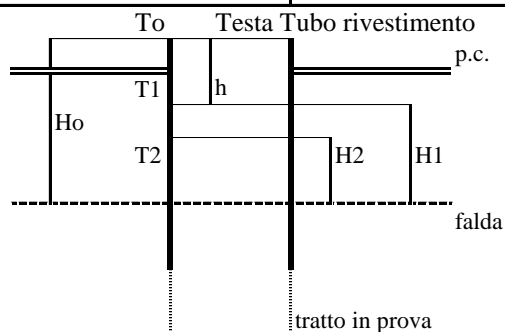 To Testa Tubo rivestimento
p.c.
T1 h
Ho
T2 H2 H1
falda
tratto in prova